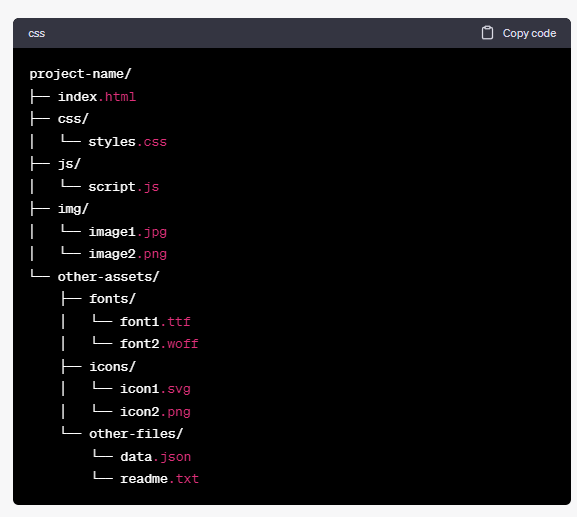 css Copy code
project-name/
├── index.html
├── css/
│   └── styles.css
├── js/
│   └── script.js
├── img/
│   └── image1.jpg
│   └── image2.png
└── other-assets/
    ├── fonts/
    │   └── font1.ttf
    │   └── font2.woff
    ├── icons/
    │   └── icon1.svg
    │   └── icon2.png
    └── other-files/
        └── data.json
        └── readme.txt